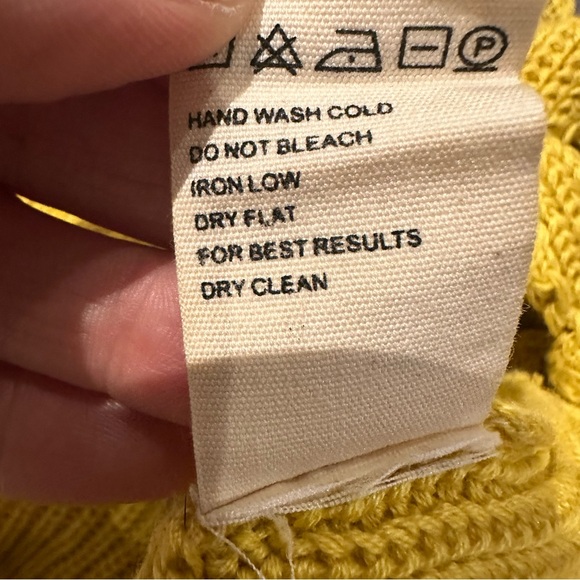 P
HAND WASH COLD
DO NOT BLEACH
IRON LOW
DRY FLAT
FOR BEST RESULTS
DRY CLEAN